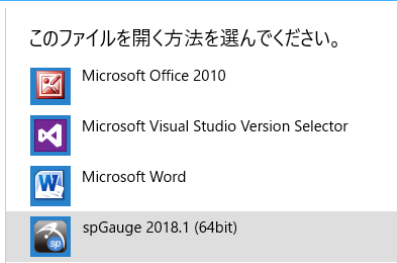 このファイルを開く方法を選んでください。
Microsoft Office 2010
Microsoft Visual Studio Version Selector
Microsoft Word
spGauge 2018.1 (64bit)
sp